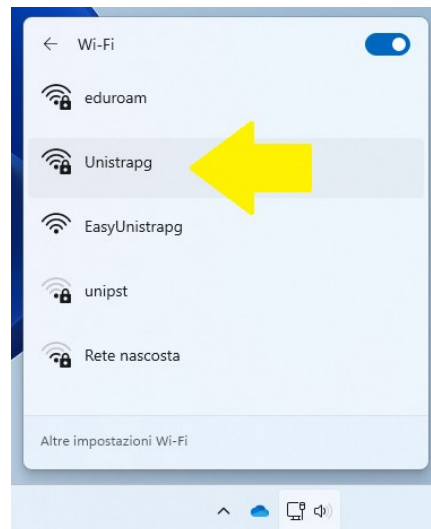 Wi-Fi
eduroam
Unistrapg
EasyUnistrapg
unipst
Rete nascosta
Altre impostazioni Wi-Fi